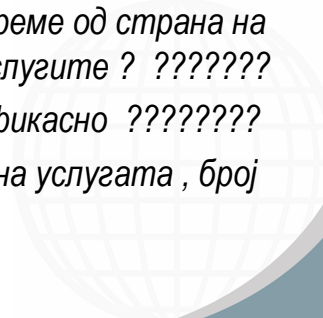 реме од страна на
слугите ? ???????
фикасно ????????
на услугата , број